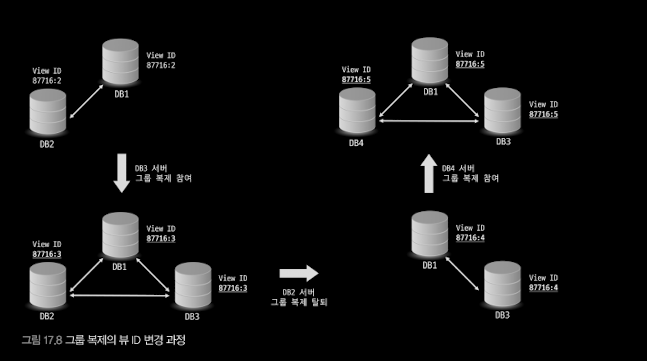 View ID
87716:2
DB1
View ID
87716:2
DB2
DB3 서버
그룹 복제 참여
View ID
87716:3
DB1
View ID
87716:3
DB2
View ID
87716:3
DB3
DB2 서버
그룹 복제 탈퇴
View ID
87716:4
DB1
View ID
87716:4
DB3
DB4 서버
그룹 복제 참여
View ID
87716:5
DB1
View ID
87716:5
DB4
View ID
87716:5
DB3
그림 17.8 그룹 복제의 뷰 ID 변경 과정